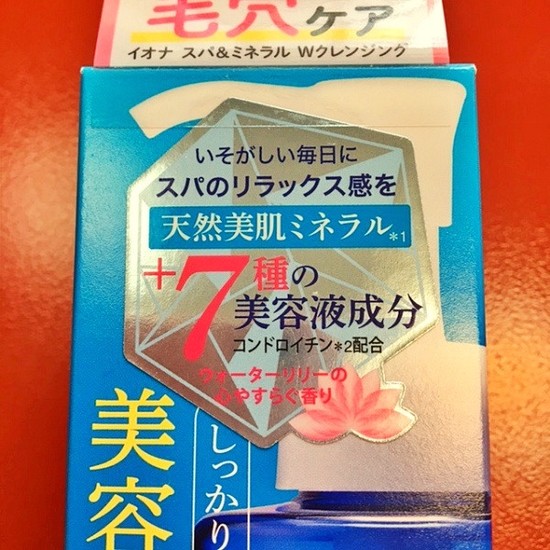 毛穴ケア
イオナ スパ&ミネラル Wクレンジング
いそがしい毎日に
スパのリラックス感を
天然美肌ミネラル*1
+7種の
美容液成分
コンドロイチン*2配合
ウォーターリリーの
心やすらぐ香り
美容
しっかり